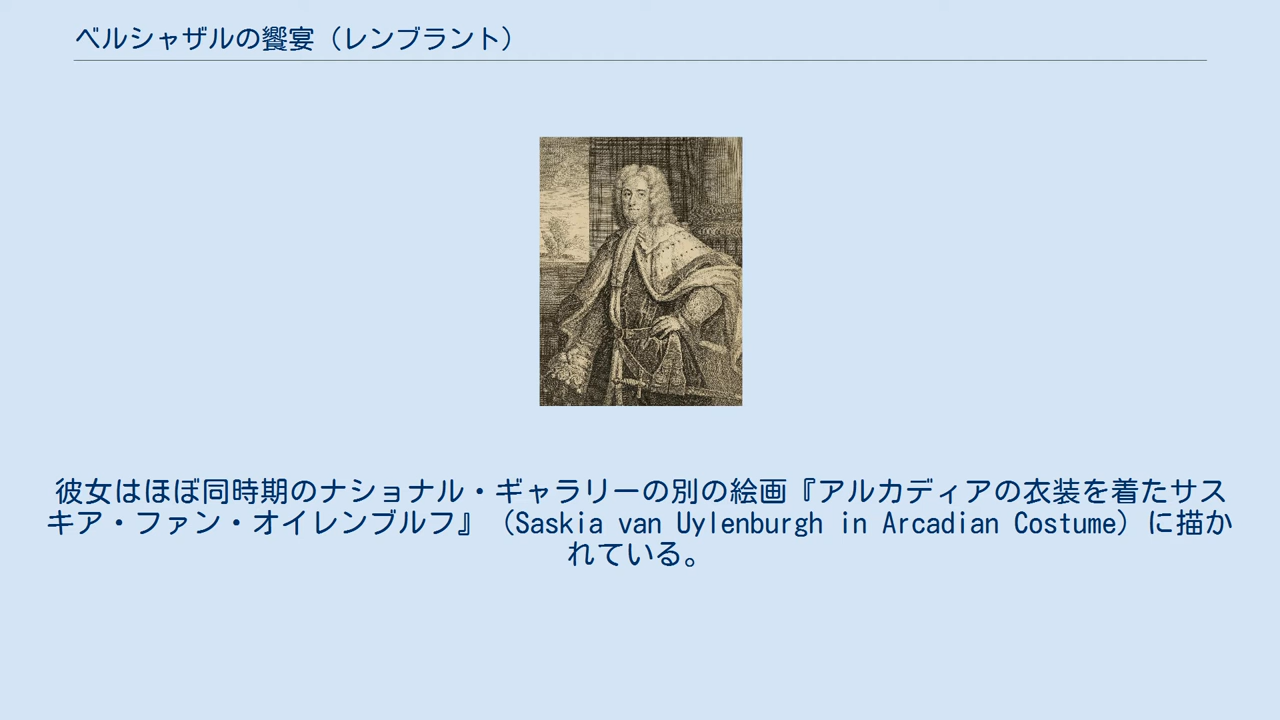 ベルシャザルの饗宴（レンブラント）
彼女はほぼ同時期のナショナル・ギャラリーの別の絵画『アルカディアの衣装を着たサス
キア・ファン・オイレンブルフ』（Saskia van Uylenburgh in Arcadian Costume）に描か
れている。